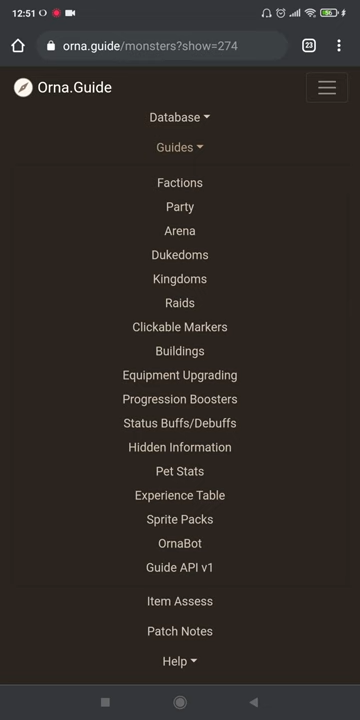 12:51
56
orna.guide/monsters?show=274
23
Orna.Guide
Database
Guides
Factions
Party
Arena
Dukedoms
Kingdoms
Raids
Clickable Markers
Buildings
Equipment Upgrading
Progression Boosters
Status Buffs/Debuffs
Hidden Information
Pet Stats
Experience Table
Sprite Packs
OrnaBot
Guide API v1
Item Assess
Patch Notes
Help